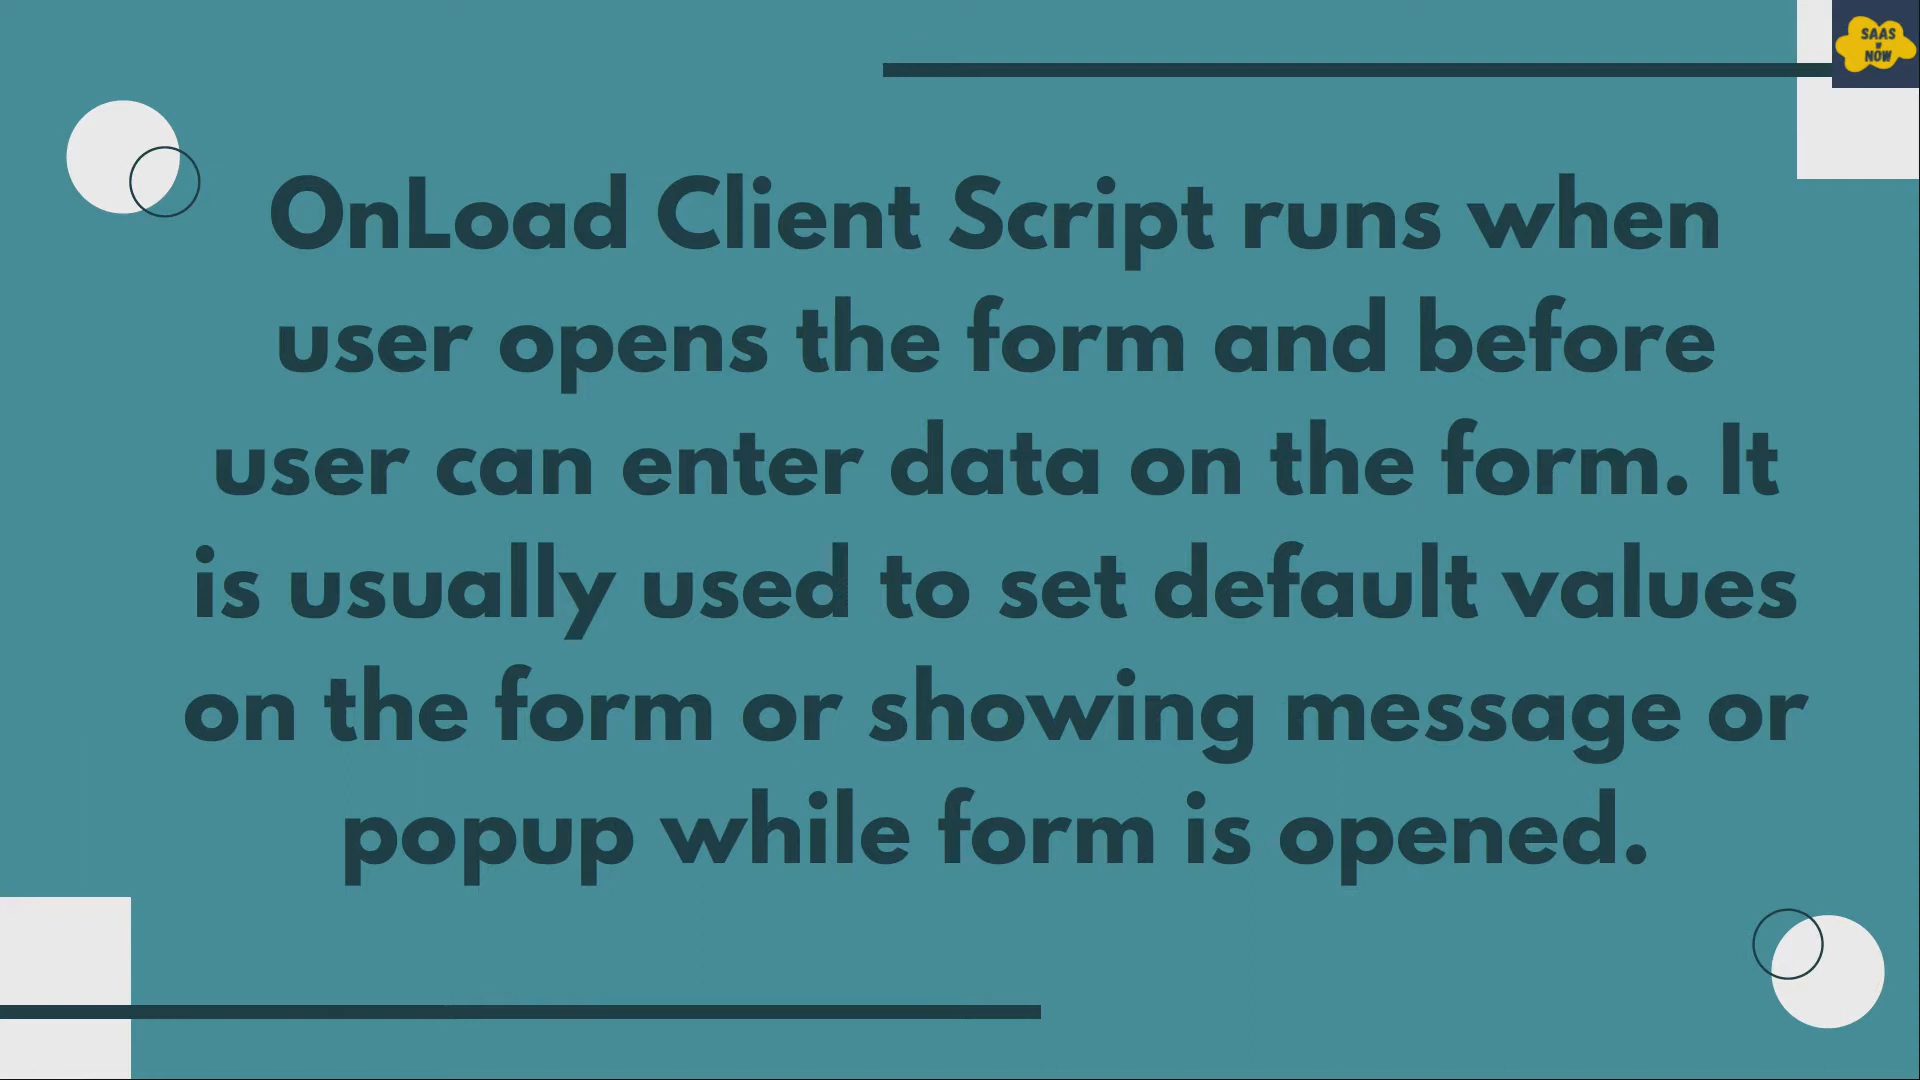 SAAS
W
NOW
OnLoad Client Script runs when
user opens the form and before
user can enter data on the form. It
is usually used to set default values
on the form or showing message or
popup while form is opened.